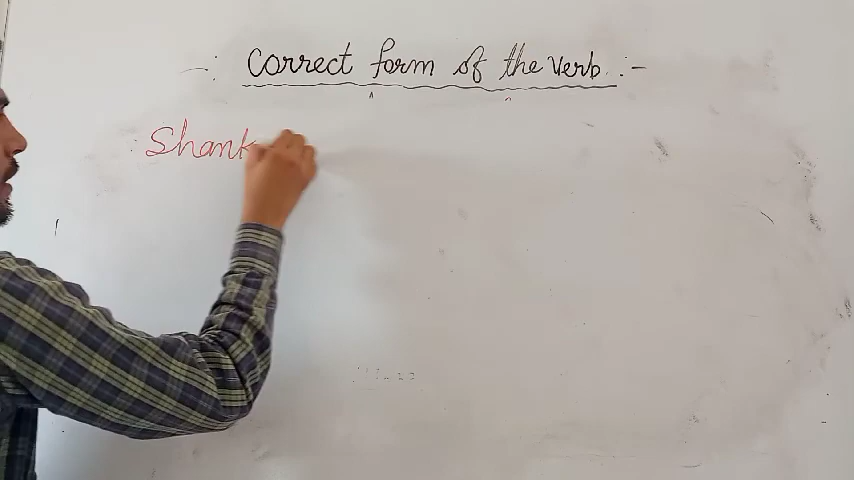 -: Correct form of the verb :-
Shank